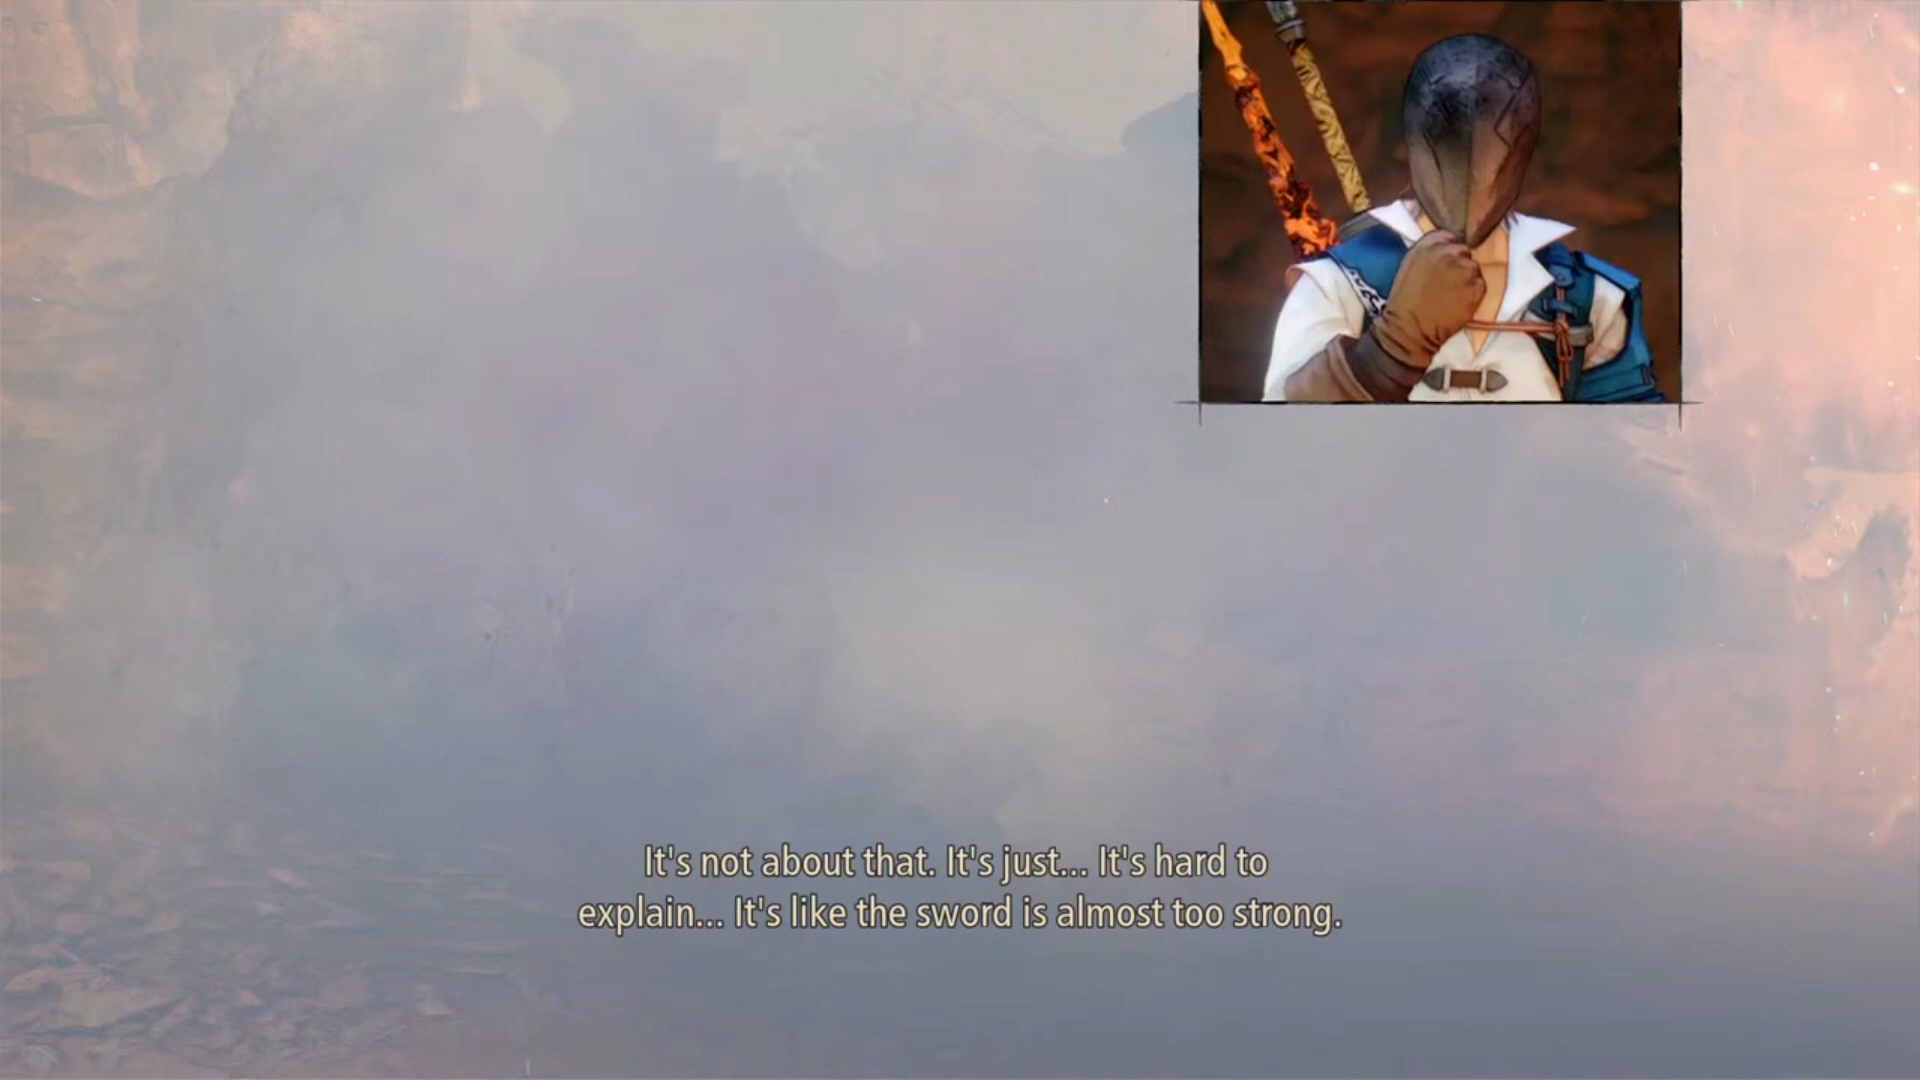 It's not about that. It's just... It's hard to
explain... It's like the sword is almost too strong.